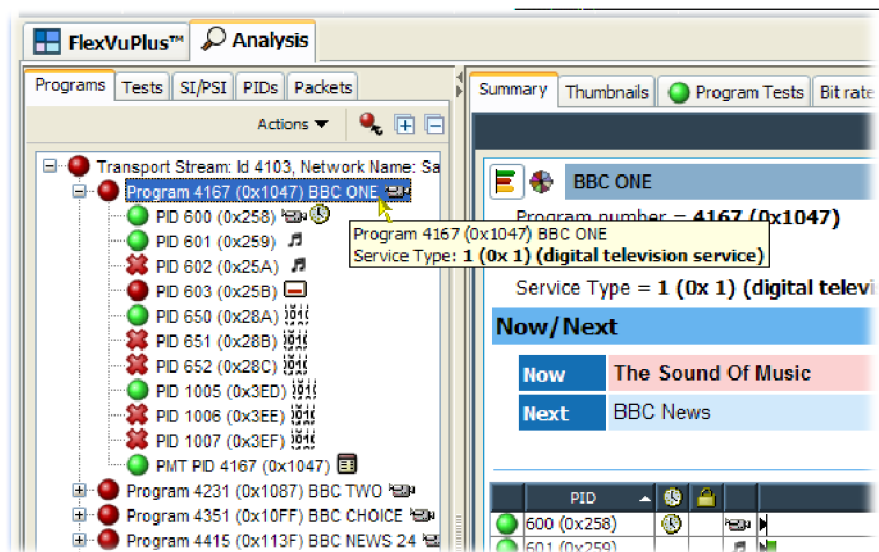 FlexVuPlus™ Analysis
Programs Tests SI/PSI PIDs Packets
Actions
Transport Stream: Id 4103, Network Name: Sa
Program 4167 (0x1047) BBC ONE
PID 600 (0x258)
PID 601 (0x259)
PID 602 (0x25A)
PID 603 (0x25B)
PID 650 (0x28A)
PID 651 (0x28B)
PID 652 (0x28C)
PID 1005 (0x3ED)
PID 1006 (0x3EE)
PID 1007 (0x3EF)
PMT PID 4167 (0x1047)
Program 4231 (0x1087) BBC TWO
Program 4351 (0x10FF) BBC CHOICE
Program 4415 (0x113F) BBC NEWS 24
Program 4167 (0x1047) BBC ONE
Service Type: 1 (0x 1) (digital television service)
Summary Thumbnails Program Tests Bit rate
BBC ONE
Program number = 4167 (0x1047)
Service Type = 1 (0x 1) (digital televi
Now/Next
Now The Sound Of Music
Next BBC News
PID
600 (0x258)
601 (0x259)